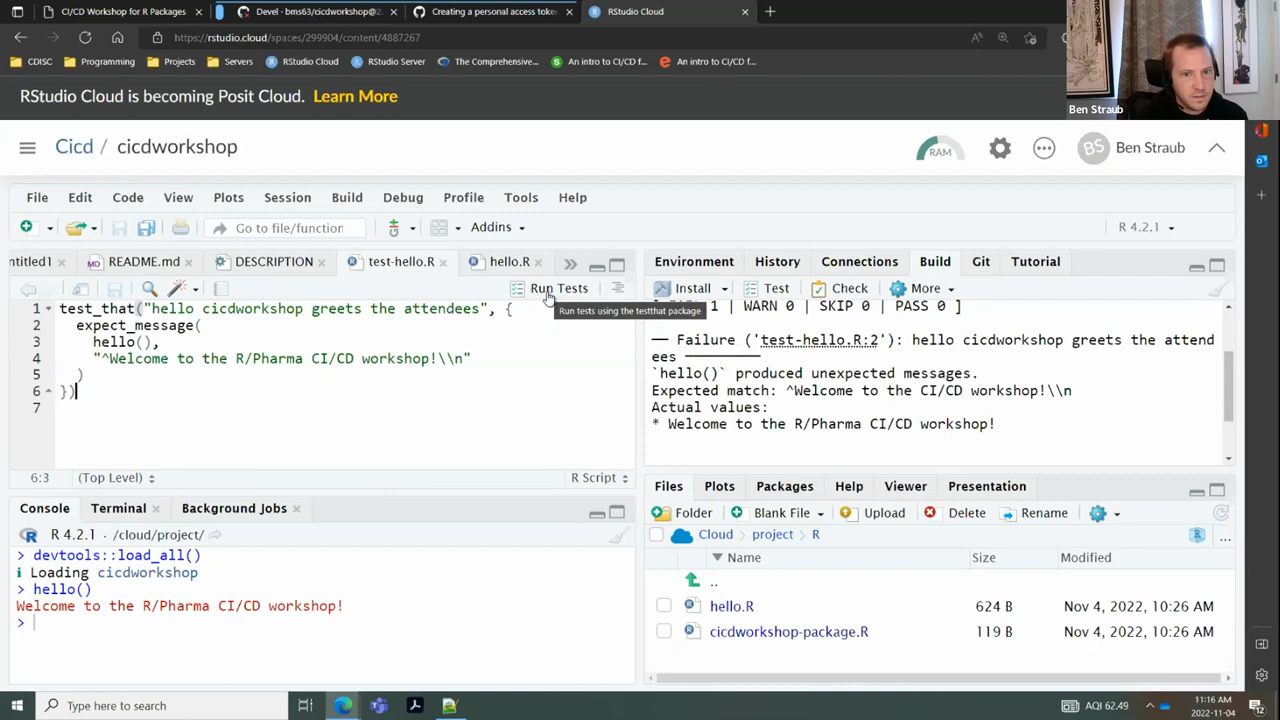 CI/CD Workshop for R Packages
Devel · bms63/cicdworkshop@2
Creating a personal access toke
RStudio Cloud
https://rstudio.cloud/spaces/299904/content/4887267
CDISC
Programming
Projects
Servers
RStudio Cloud
RStudio Server
The Comprehensive...
An intro to CI/CD f...
An intro to CI/CD f...
Ben Straub
RStudio Cloud is becoming Posit Cloud. Learn More
Cicd / cicdworkshop
RAM
BS
Ben Straub
File Edit Code View Plots Session Build Debug Profile Tools Help
Go to file/function
Addins
R 4.2.1
ntitled1
README.md
DESCRIPTION
test-hello.R
hello.R
Run Tests
Run tests using the testthat package
1 test_that("hello cicdworkshop greets the attendees", {
2 expect_message(
3 hello(),
4 "^Welcome to the R/Pharma CI/CD workshop!\\n"
5 )
6 })
7
6:3 (Top Level) R Script
Console Terminal Background Jobs
R 4.2.1 · /cloud/project/
> devtools::load_all()
ℹ Loading cicdworkshop
> hello()
Welcome to the R/Pharma CI/CD workshop!
>
Environment History Connections Build Git Tutorial
Install Test Check More
1 | WARN 0 | SKIP 0 | PASS 0 ]
── Failure ('test-hello.R:2'): hello cicdworkshop greets the attend
ees ─────────
`hello()` produced unexpected messages.
Expected match: ^Welcome to the CI/CD workshop!\\n
Actual values:
* Welcome to the R/Pharma CI/CD workshop!
Files Plots Packages Help Viewer Presentation
Folder Blank File Upload Delete Rename
Cloud project R
...
Name Size Modified
..
hello.R 624 B Nov 4, 2022, 10:26 AM
cicdworkshop-package.R 119 B Nov 4, 2022, 10:26 AM
Type here to search
AQI 62.49
11:16 AM
2022-11-04
12